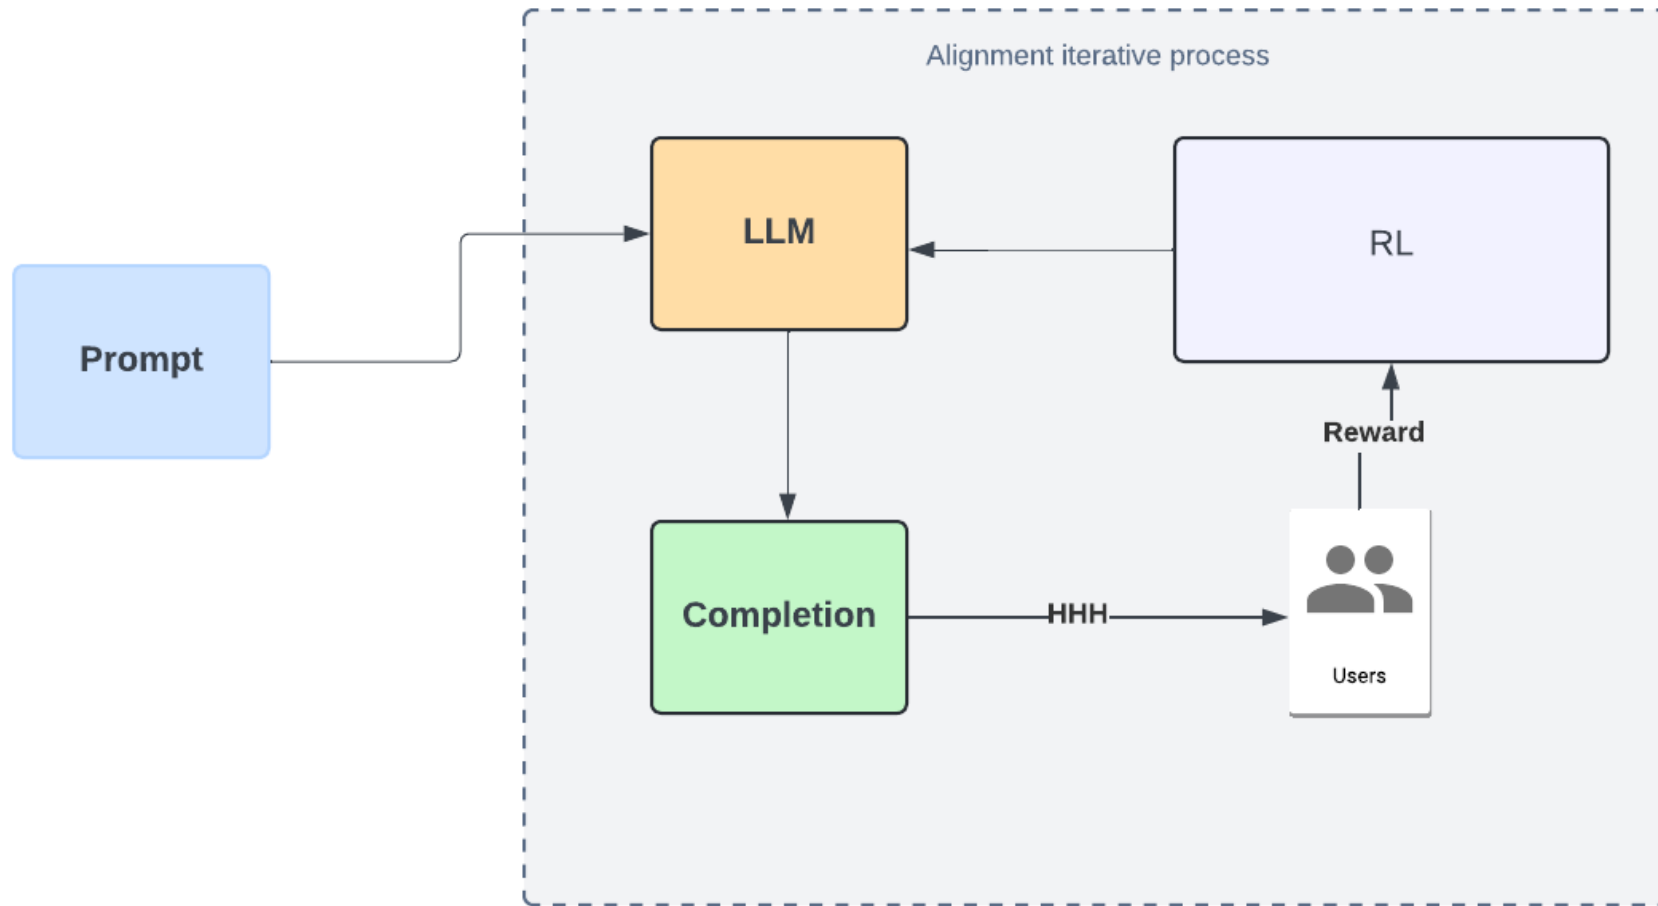 Alignment iterative process
LLM
RL
Prompt
Reward
Completion
HHH
Users